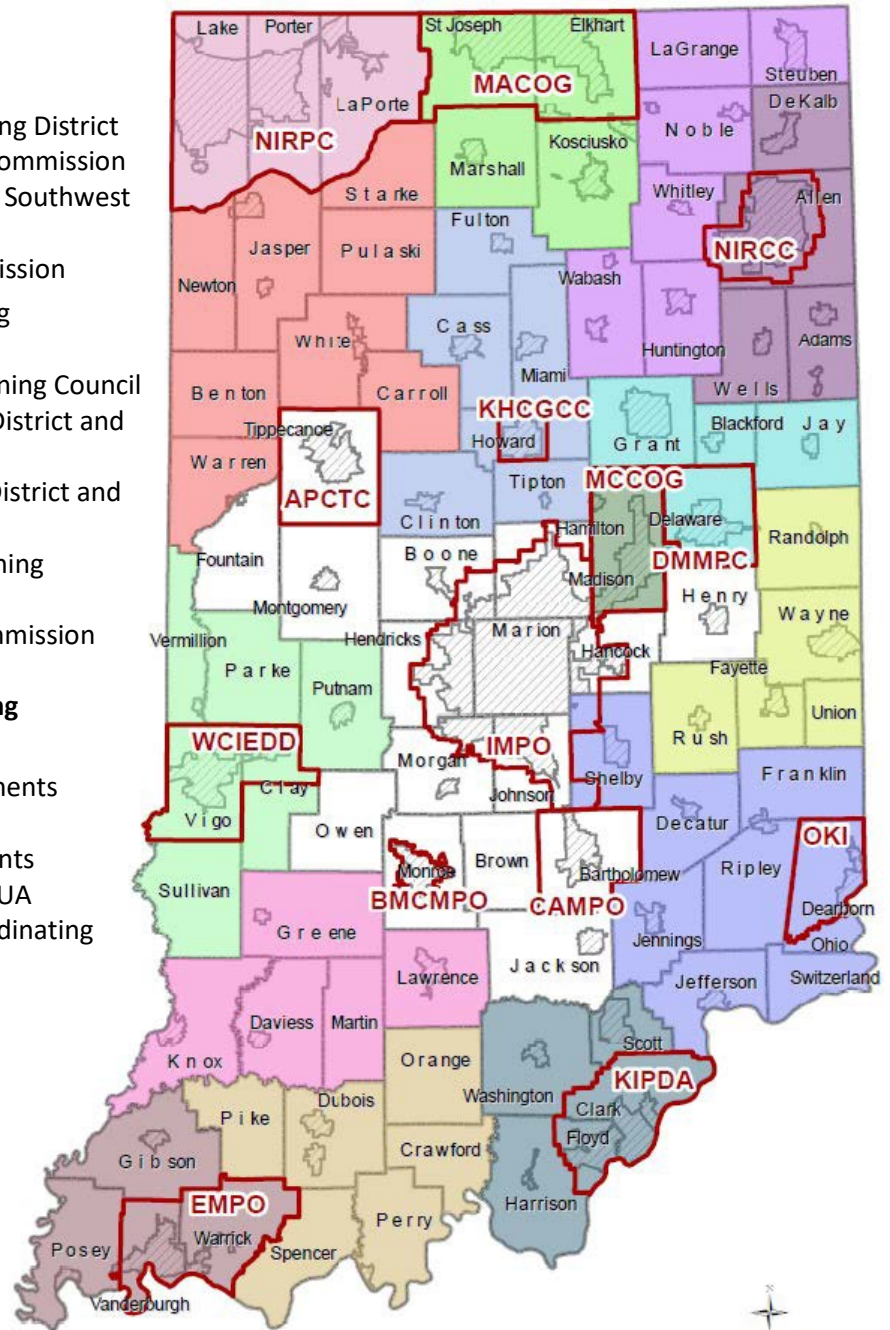 ng District
ommission
Southwest
ission
g
ning Council
District and
District and
ning
mmission
ng
ments
nts
UA
dinating
Lake
Porter
LaPorte
NIRPC
St Joseph
Elkhart
MACOG
LaGrange
Steuben
DeKalb
Noble
Marshall
Kosciusko
Whitley
Allen
NIRCC
Starke
Fulton
Jasper
Pulaski
Newton
Wabash
Huntington
Cass
Miami
White
Adams
Wells
Benton
Carroll
KHCGCC
Howard
Grant
Blackford
Jay
Tippecanoe
Warren
APCTC
Clinton
Tipton
MCCOG
Hamilton
Delaware
Randolph
Fountain
Boone
Madison
DMMPC
Henry
Montgomery
Wayne
Vermillion
Hendricks
Marion
Hancock
Fayette
Parke
Putnam
Union
Rush
WCIEDD
Morgan
IMPO
Shelby
Franklin
Clay
Johnson
Vigo
Owen
Decatur
OKI
Monroe
Brown
Bartholomew
Ripley
Sullivan
BMCMPO
CAMPO
Dearborn
Greene
Jennings
Ohio
Jackson
Lawrence
Jefferson
Switzerland
Daviess
Martin
Knox
Orange
Scott
Washington
KIPDA
Dubois
Clark
Pike
Floyd
Gibson
Crawford
Harrison
EMPO
Perry
Warrick
Posey
Spencer
Vanderburgh